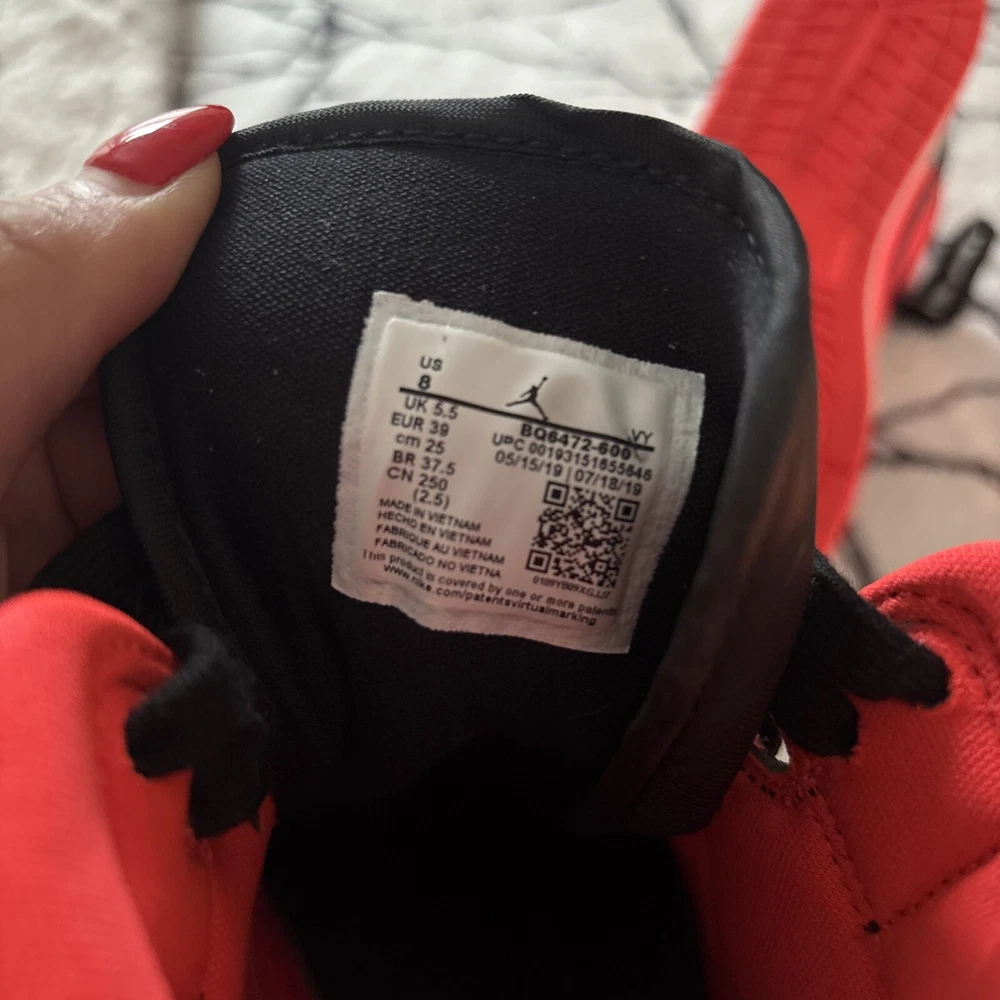 US
8
UK 5.5
EUR 39
cm 25
BR 37.5
CN 250
(2.5)
VY
BQ6472-600
UPC 00193151655646
05/15/19 | 07/18/19
MADE IN VIETNAM
HECHO EN VIETNAM
FABRIQUE AU VIETNAM
FABRICADO NO VIETNA
This product is covered by one or more patents
www.nike.com/patentsvirtualmarking